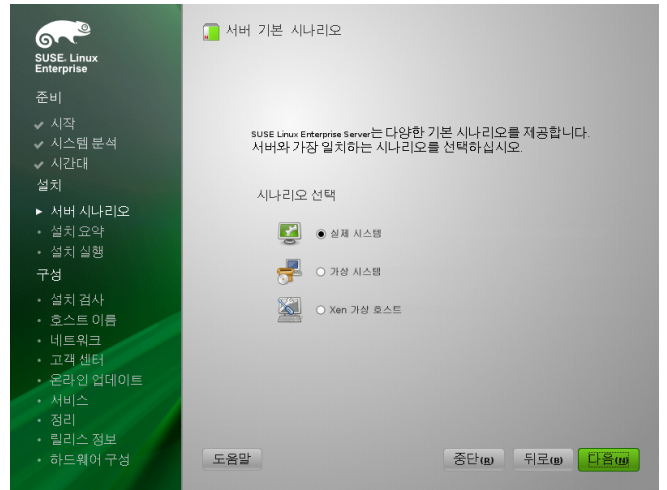 SUSE. Linux
Enterprise
준비
시작
시스템 분석
시간대
설치
서버 시나리오
설치 요약
설치 실행
구성
설치 검사
호스트 이름
네트워크
고객 센터
온라인 업데이트
서비스
정리
릴리스 정보
하드웨어 구성
서버 기본 시나리오
SUSE Linux Enterprise Server는 다양한 기본 시나리오를 제공합니다.
서버와 가장 일치하는 시나리오를 선택하십시오.
시나리오 선택
실제 시스템
가상 시스템
Xen 가상 호스트
도움말
중단(R)
뒤로(B)
다음(N)